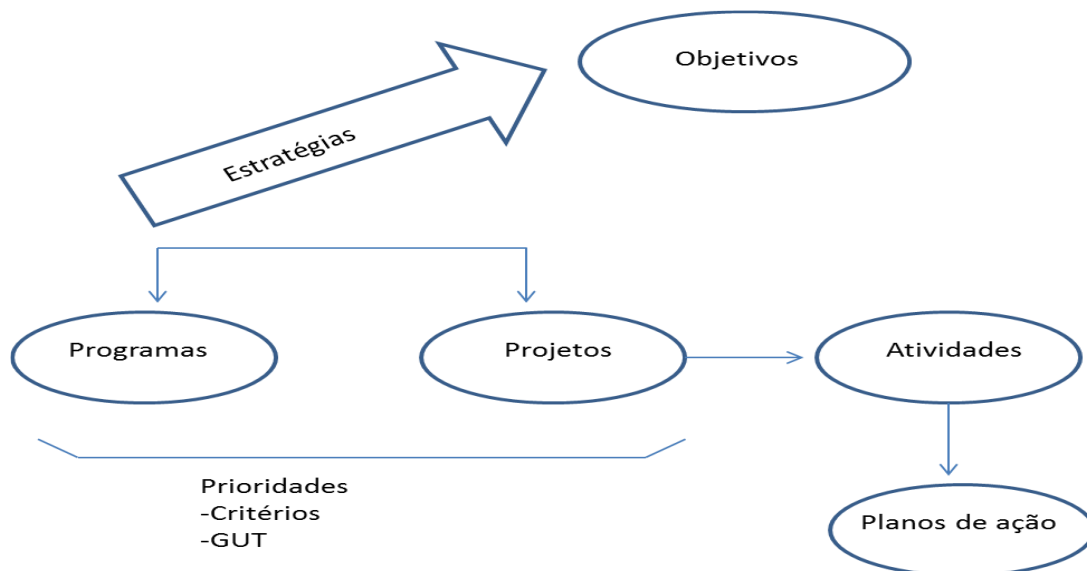 Objetivos
Estratégias
Programas
Projetos
Atividades
Prioridades
-Critérios
-GUT
Planos de ação